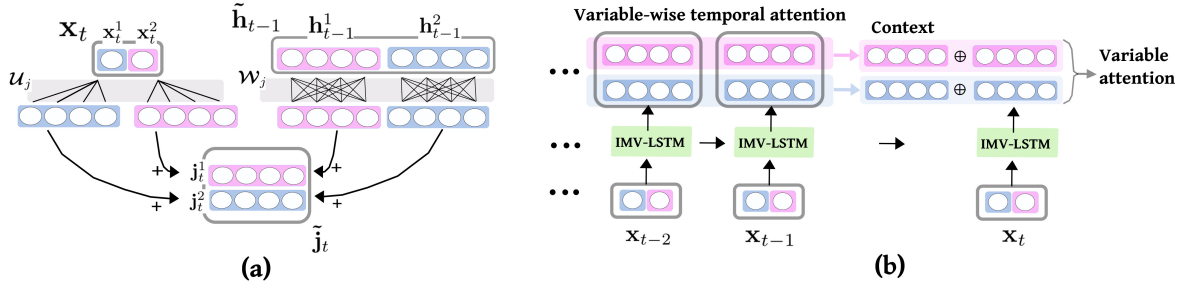 x_t x_t^1 x_t^2
h̃_{t-1} h_{t-1}^1 h_{t-1}^2
u_j
w_j
+ j_t^1 +
+ j_t^2 +
j̃_t
(a)
Variable-wise temporal attention
Context
•••
⊕
⊕
Variable
attention
••• IMV-LSTM IMV-LSTM IMV-LSTM
•••
x_{t-2} x_{t-1} x_t
(b)